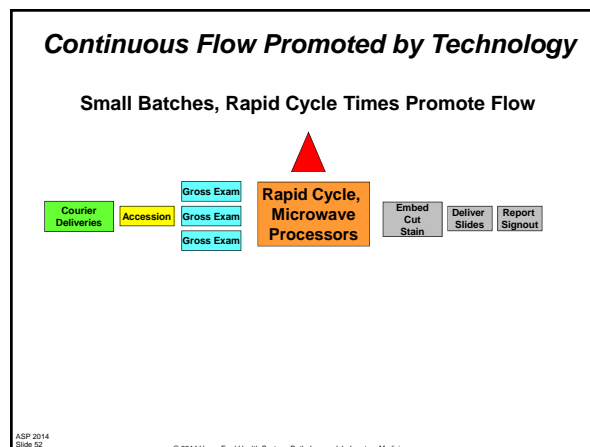 Continuous Flow Promoted by Technology
Small Batches, Rapid Cycle Times Promote Flow
Courier
Deliveries
Accession
Gross Exam
Gross Exam
Gross Exam
Rapid Cycle,
Microwave
Processors
Embed
Cut
Stain
Deliver
Slides
Report
Signout
ASP 2014
Slide 52